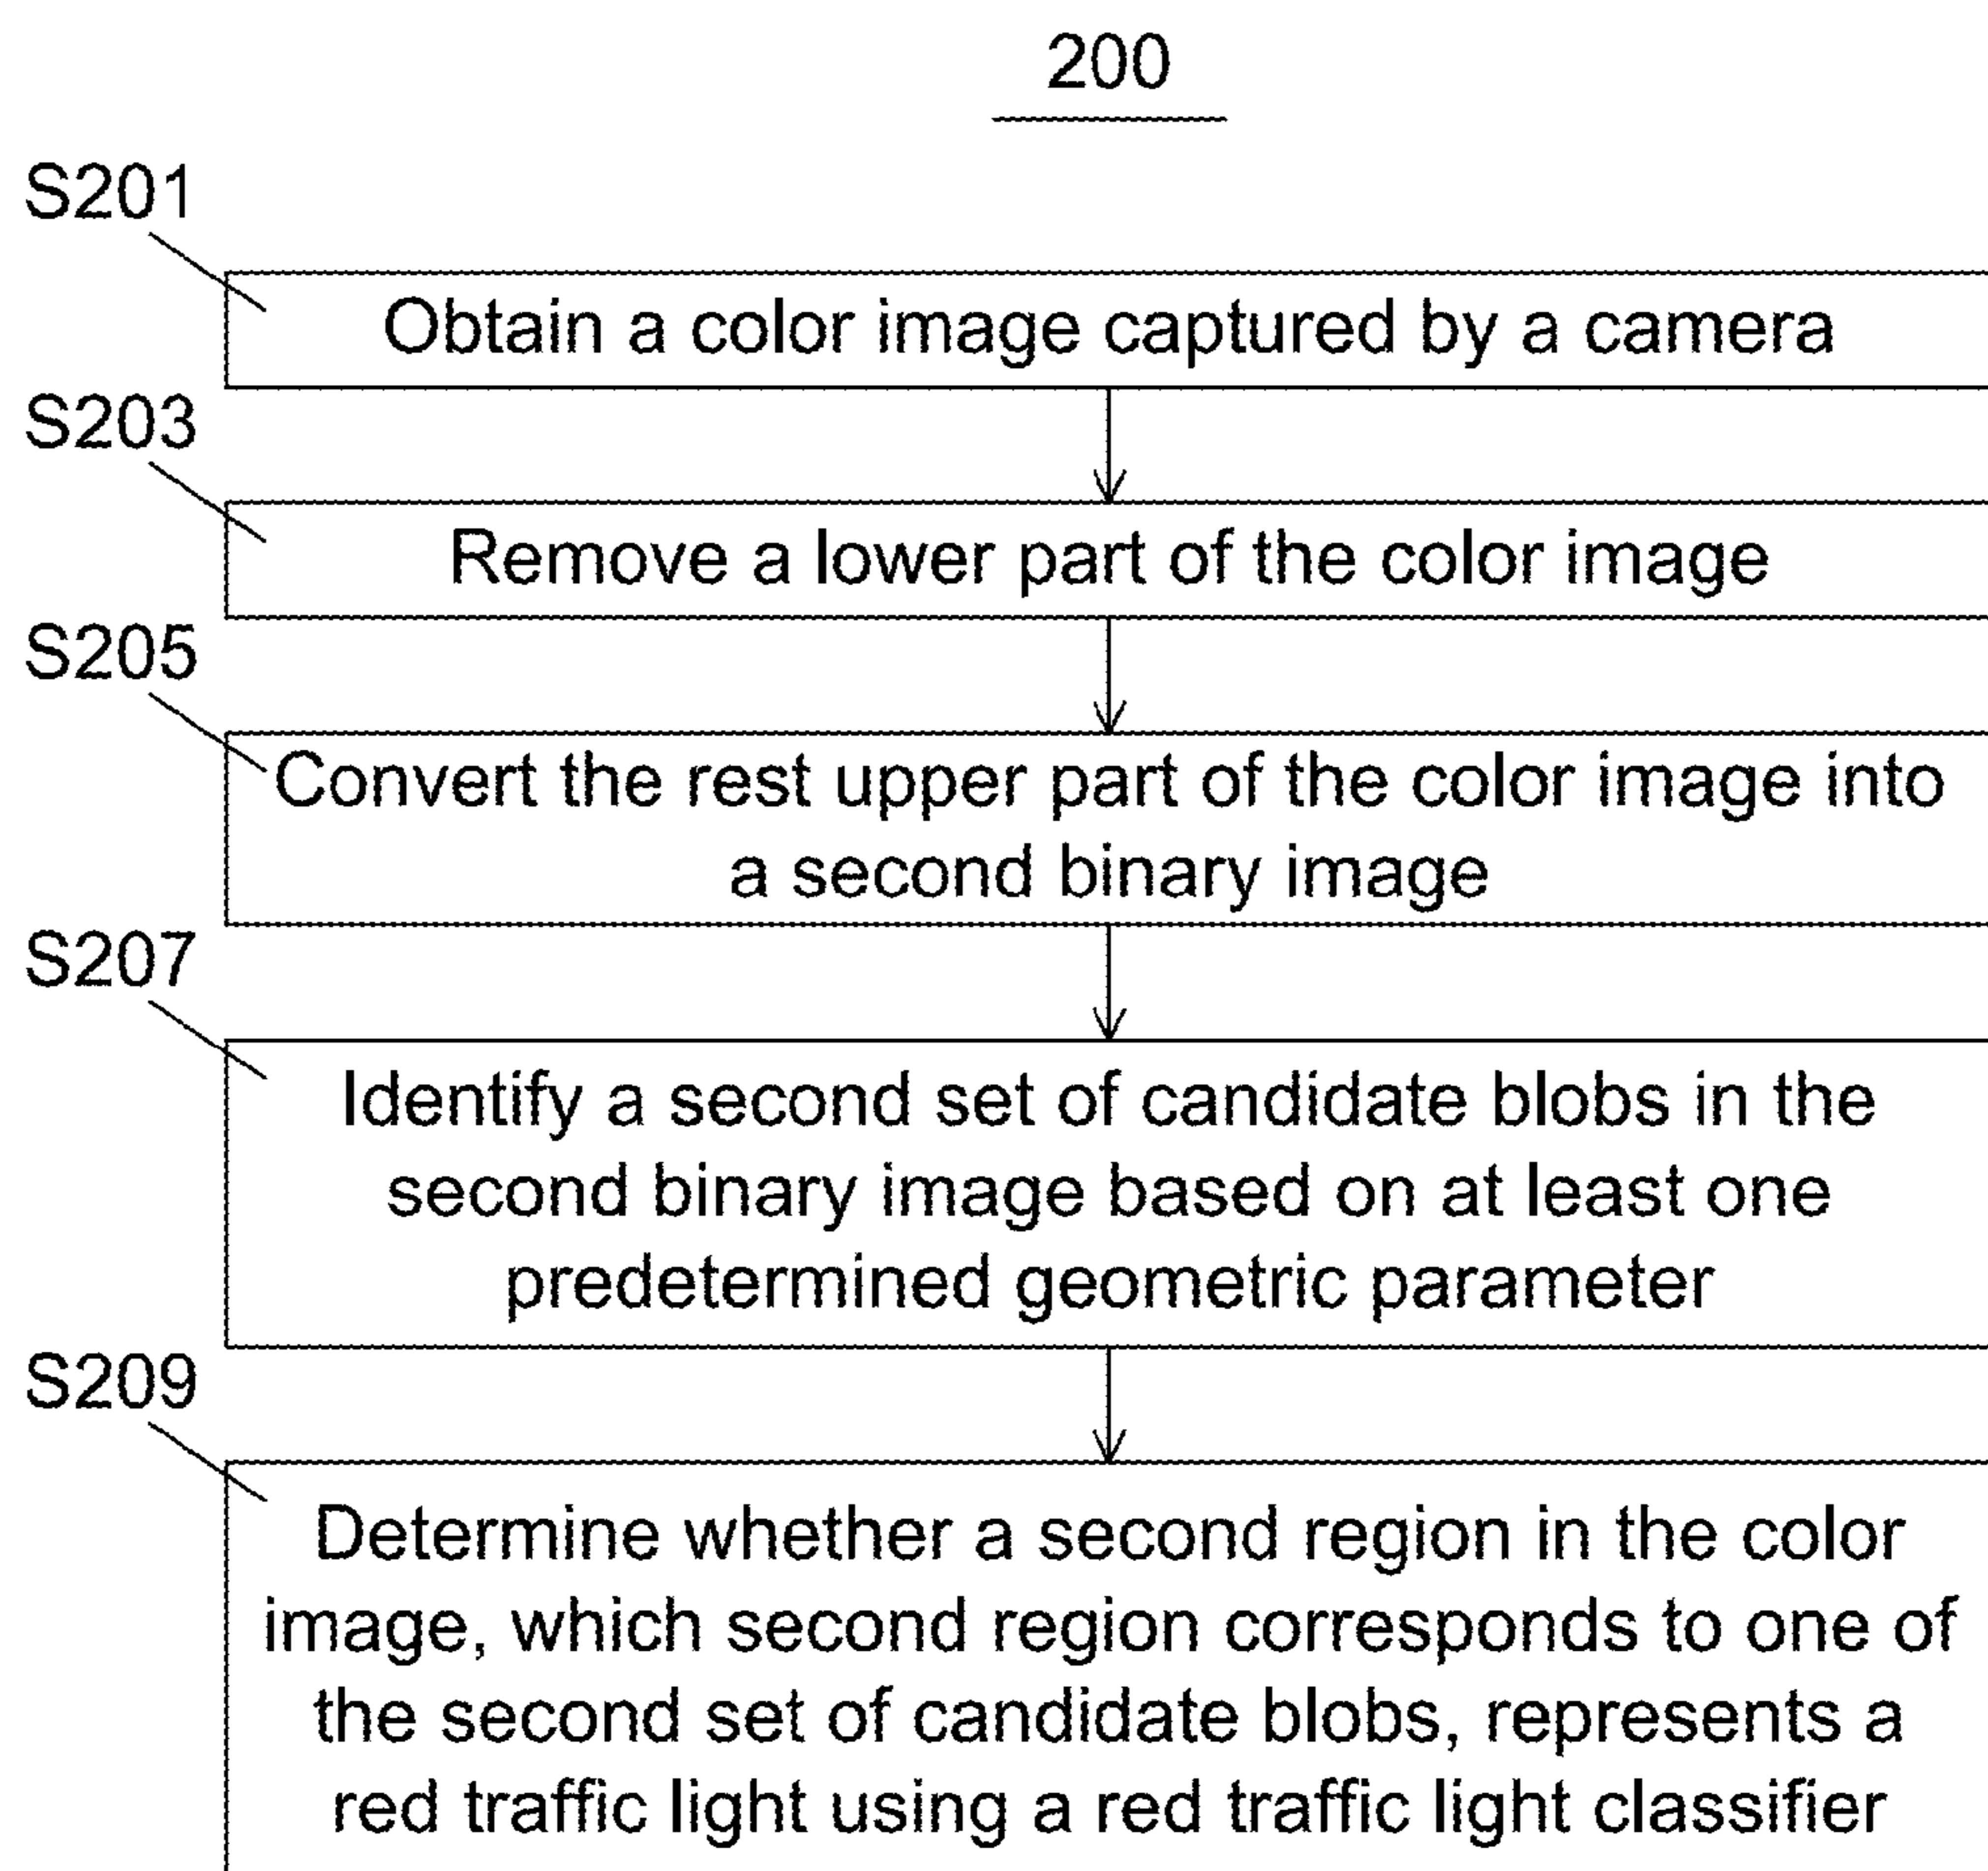 200
S201
Obtain a color image captured by a camera
S203
Remove a lower part of the color image
S205
Convert the rest upper part of the color image into
a second binary image
S207
Identify a second set of candidate blobs in the
second binary image based on at least one
predetermined geometric parameter
S209
Determine whether a second region in the color
image, which second region corresponds to one of
the second set of candidate blobs, represents a
red traffic light using a red traffic light classifier